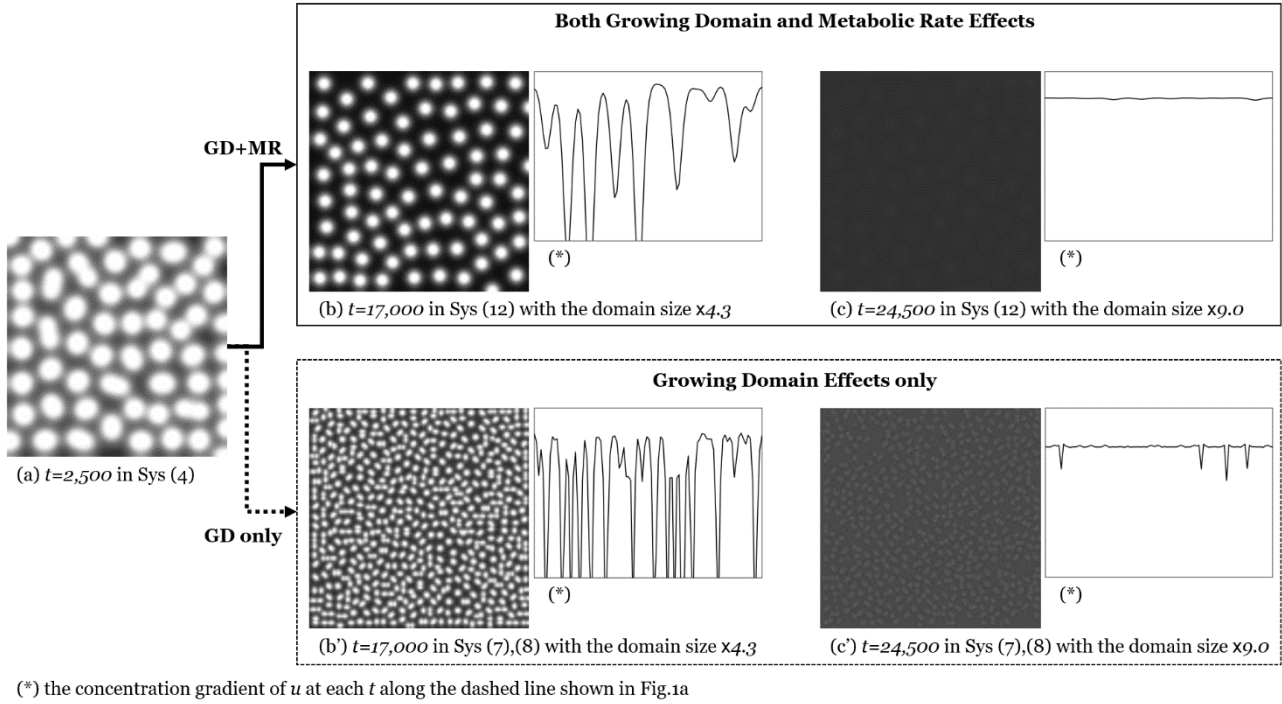 Both Growing Domain and Metabolic Rate Effects
GD+MR
(*)
(*)
(b) t=17,000 in Sys (12) with the domain size x4.3
(c) t=24,500 in Sys (12) with the domain size x9.0
Growing Domain Effects only
(a) t=2,500 in Sys (4)
GD only
(*)
(*)
(b’) t=17,000 in Sys (7),(8) with the domain size x4.3
(c’) t=24,500 in Sys (7),(8) with the domain size x9.0
(*) the concentration gradient of u at each t along the dashed line shown in Fig.1a